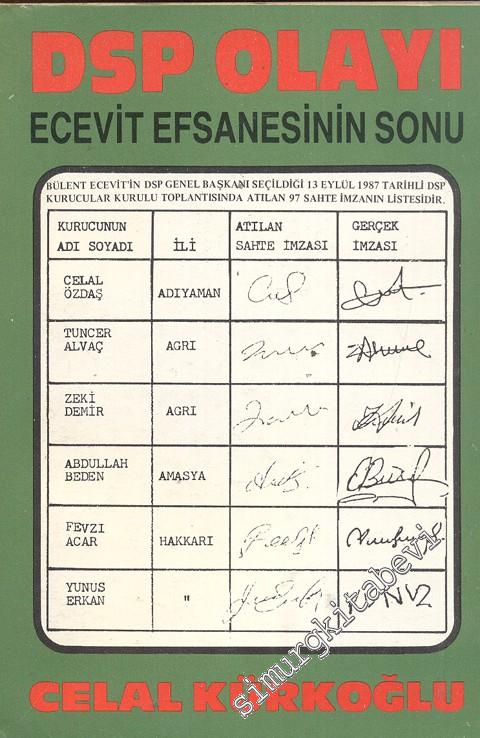 DSP OLAYI
ECEVİT EFSANESİNİN SONU
BÜLENT ECEVİT'İN DSP GENEL BAŞKANI SEÇİLDİĞİ 13 EYLÜL 1987 TARİHLİ DSP
KURUCULAR KURULU TOPLANTISINDA ATILAN 97 SAHTE İMZANIN LİSTESİDİR.
KURUCUNUN ADI SOYADI İLİ ATILAN SAHTE İMZASI GERÇEK İMZASI
CELAL ÖZDAŞ ADIYAMAN
TUNCER ALVAÇ AGRI
ZEKİ DEMİR AGRI
ABDULLAH BEDEN AMASYA
FEVZI ACAR HAKKARI
YUNUS ERKAN "
CELAL KÜRKOĞLU
simurgkitabevi